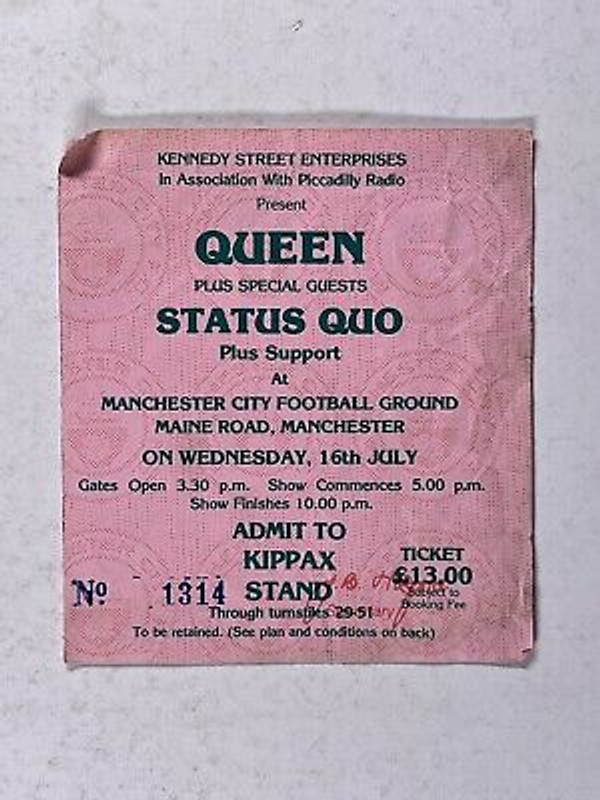 KENNEDY STREET ENTERPRISES
In Association With Piccadilly Radio
Present
QUEEN
PLUS SPECIAL GUESTS
STATUS QUO
Plus Support
At
MANCHESTER CITY FOOTBALL GROUND
MAINE ROAD, MANCHESTER
ON WEDNESDAY, 16th JULY
Gates Open 3.30 p.m. Show Commences 5.00 p.m.
Show Finishes 10.00 p.m.
ADMIT TO
KIPPAX
STAND
Nº 1314
TICKET
£13.00
Subject to
Booking Fee
Through turnstiles 29-51
To be retained. (See plan and conditions on back)